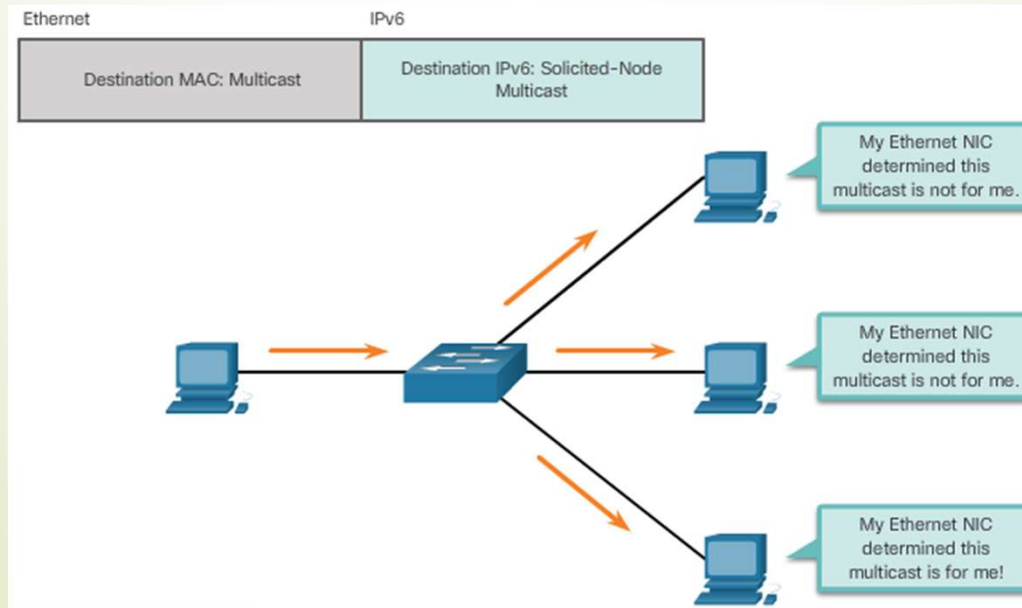 Ethernet
IPv6
Destination MAC: Multicast
Destination IPv6: Solicited-Node
Multicast
My Ethernet NIC
determined this
multicast is not for me.
My Ethernet NIC
determined this
multicast is not for me.
My Ethernet NIC
determined this
multicast is for me!